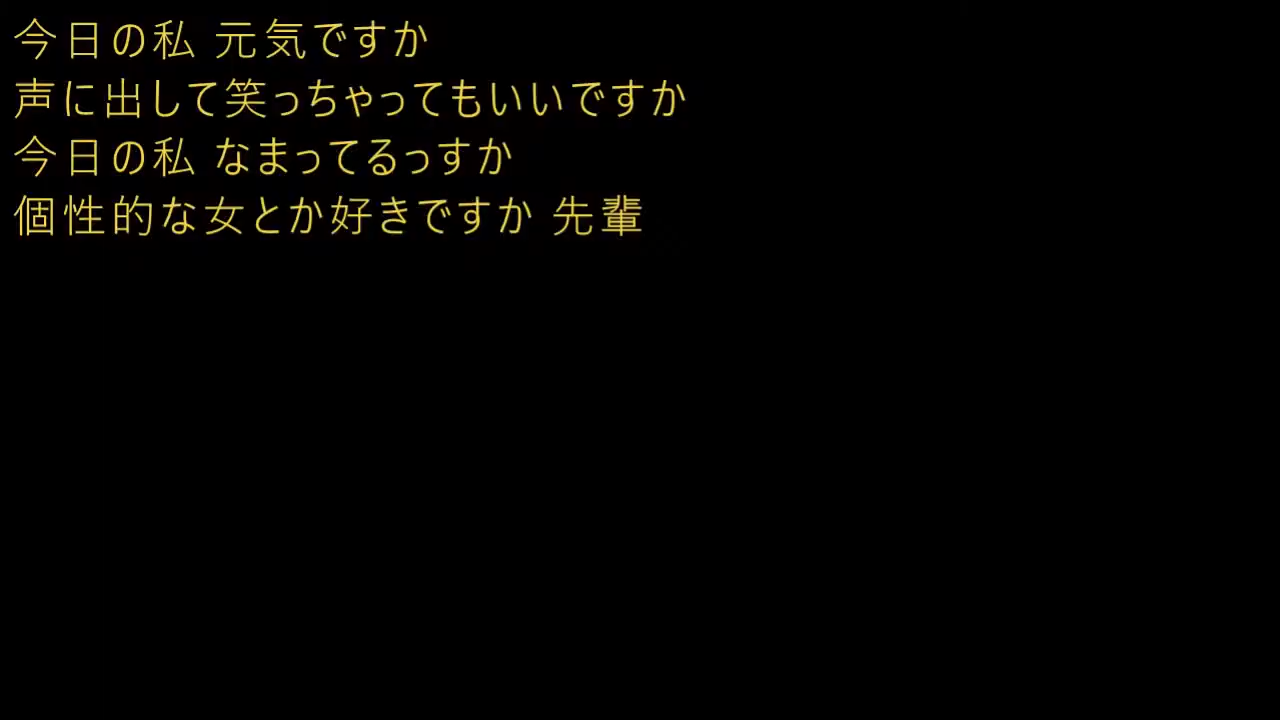 今日の私 元気ですか
声に出して笑っちゃってもいいですか
今日の私 なまってるっすか
個性的な女とか好きですか 先輩